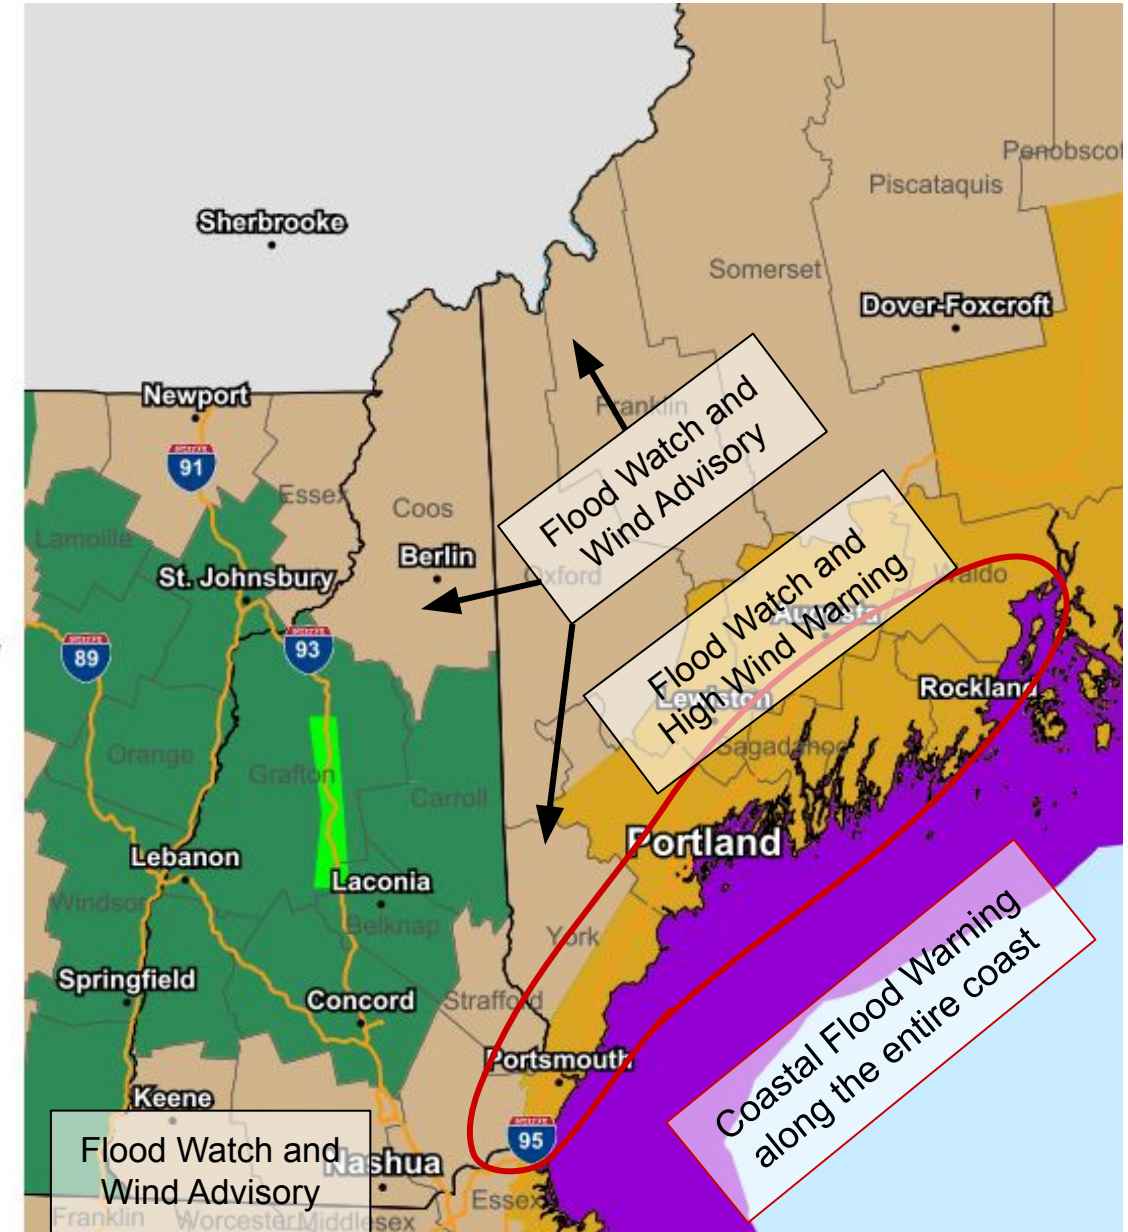 Penobscot
Piscataquis
Sherbrooke
Somerset
Dover-Foxcroft
Newport
Franklin
91
Essex
Coos
Flood Watch and
Wind Advisory
Lamoille
Berlin
St. Johnsbury
Oxford
Waldo
Flood Watch and
High Wind Warning
Augusta
89
93
Lewiston
Rockland
Orange
Sagadahoc
Grafton
Carroll
Portland
Lebanon
Laconia
Windsor
Belknap
York
Springfield
Concord
Strafford
Coastal Flood Warning
along the entire coast
Portsmouth
Keene
95
Flood Watch and
Wind Advisory
Nashua
Essex
Franklin
Worcester
Middlesex